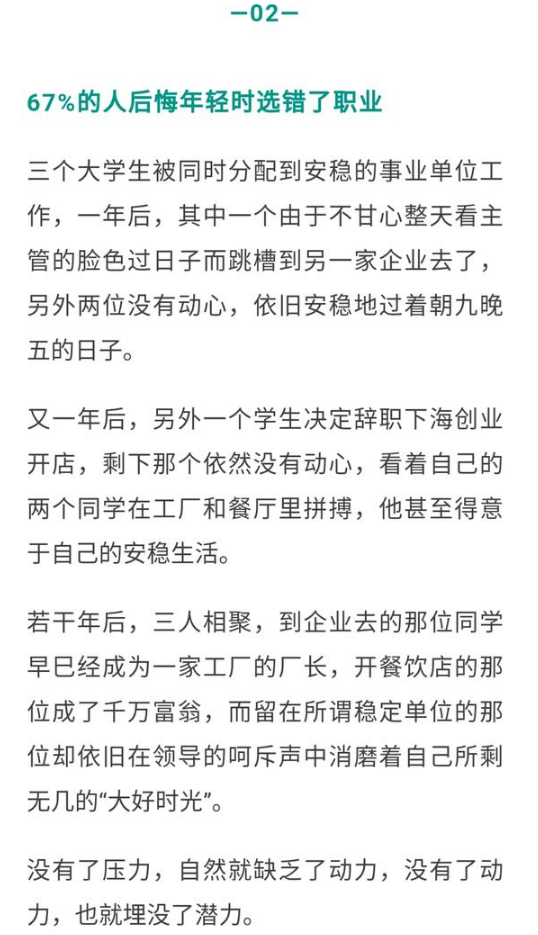 —02—
67%的人后悔年轻时选错了职业
三个大学生被同时分配到安稳的事业单位工
作，一年后，其中一个由于不甘心整天看主
管的脸色过日子而跳槽到另一家企业去了，
另外两位没有动心，依旧安稳地过着朝九晚
五的日子。
又一年后，另外一个学生决定辞职下海创业
开店，剩下那个依然没有动心，看着自己的
两个同学在工厂和餐厅里拼搏，他甚至得意
于自己的安稳生活。
若干年后，三人相聚，到企业去的那位同学
早已经成为一家工厂的厂长，开餐饮店的那
位成了千万富翁，而留在所谓稳定单位的那
位却依旧在领导的呵斥声中消磨着自己所剩
无几的“大好时光”。
没有了压力，自然就缺乏了动力，没有了动
力，也就埋没了潜力。